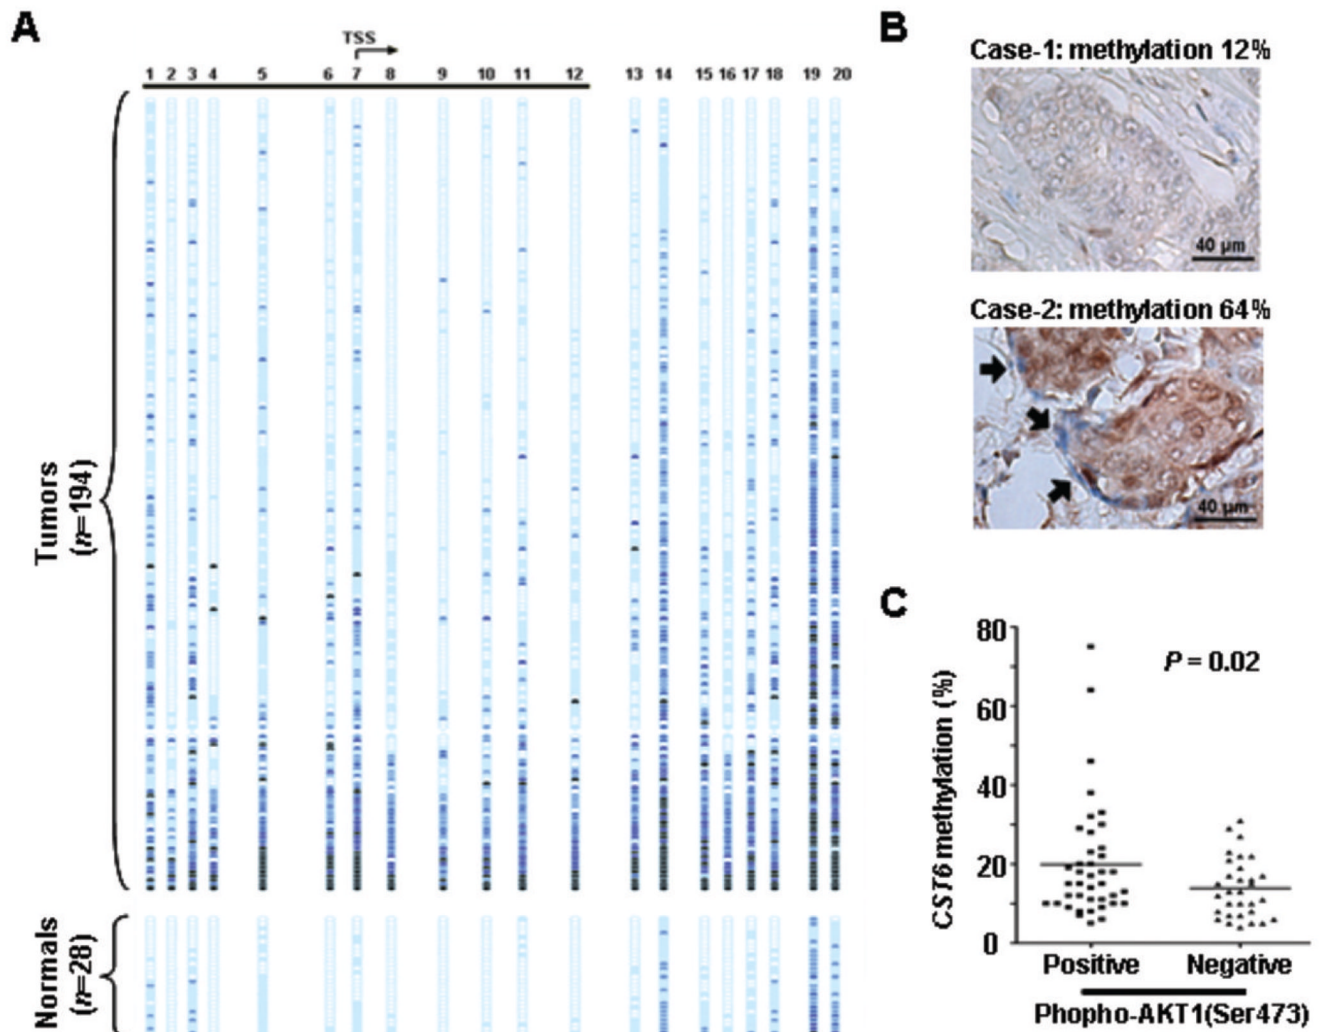 A
TSS
1 2 3 4 5 6 7 8 9 10 11 12 13 14 15 16 17 18 19 20
Tumors
(n=194)
Normals
(n=28)
B
Case-1: methylation 12%
40 µm
Case-2: methylation 64%
40 µm
C
80
60
40
20
0
CST6 methylation (%)
P = 0.02
Positive Negative
Phopho-AKT1(Ser473)